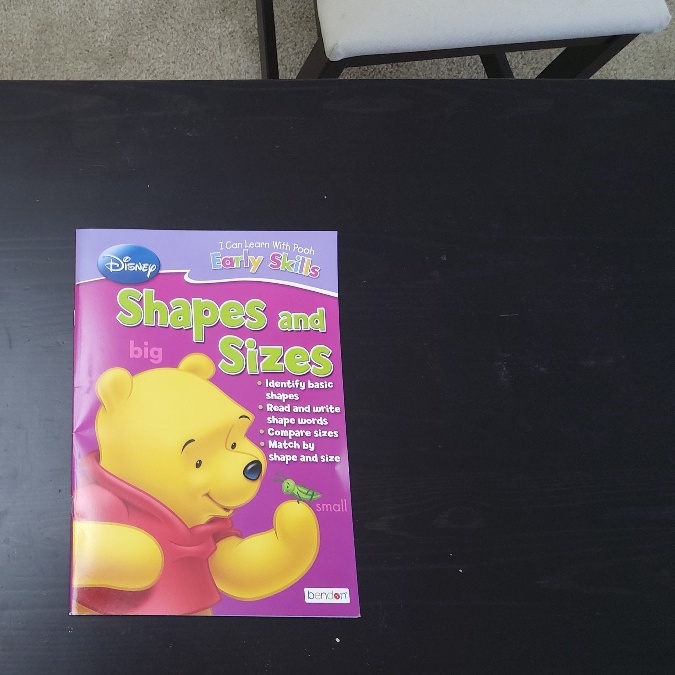 Disney
I Can Learn With Pooh
Early Skills
Shapes and
Sizes
big
• Identify basic
shapes
• Read and write
shape words
• Compare sizes
• Match by
shape and size
small
bendon